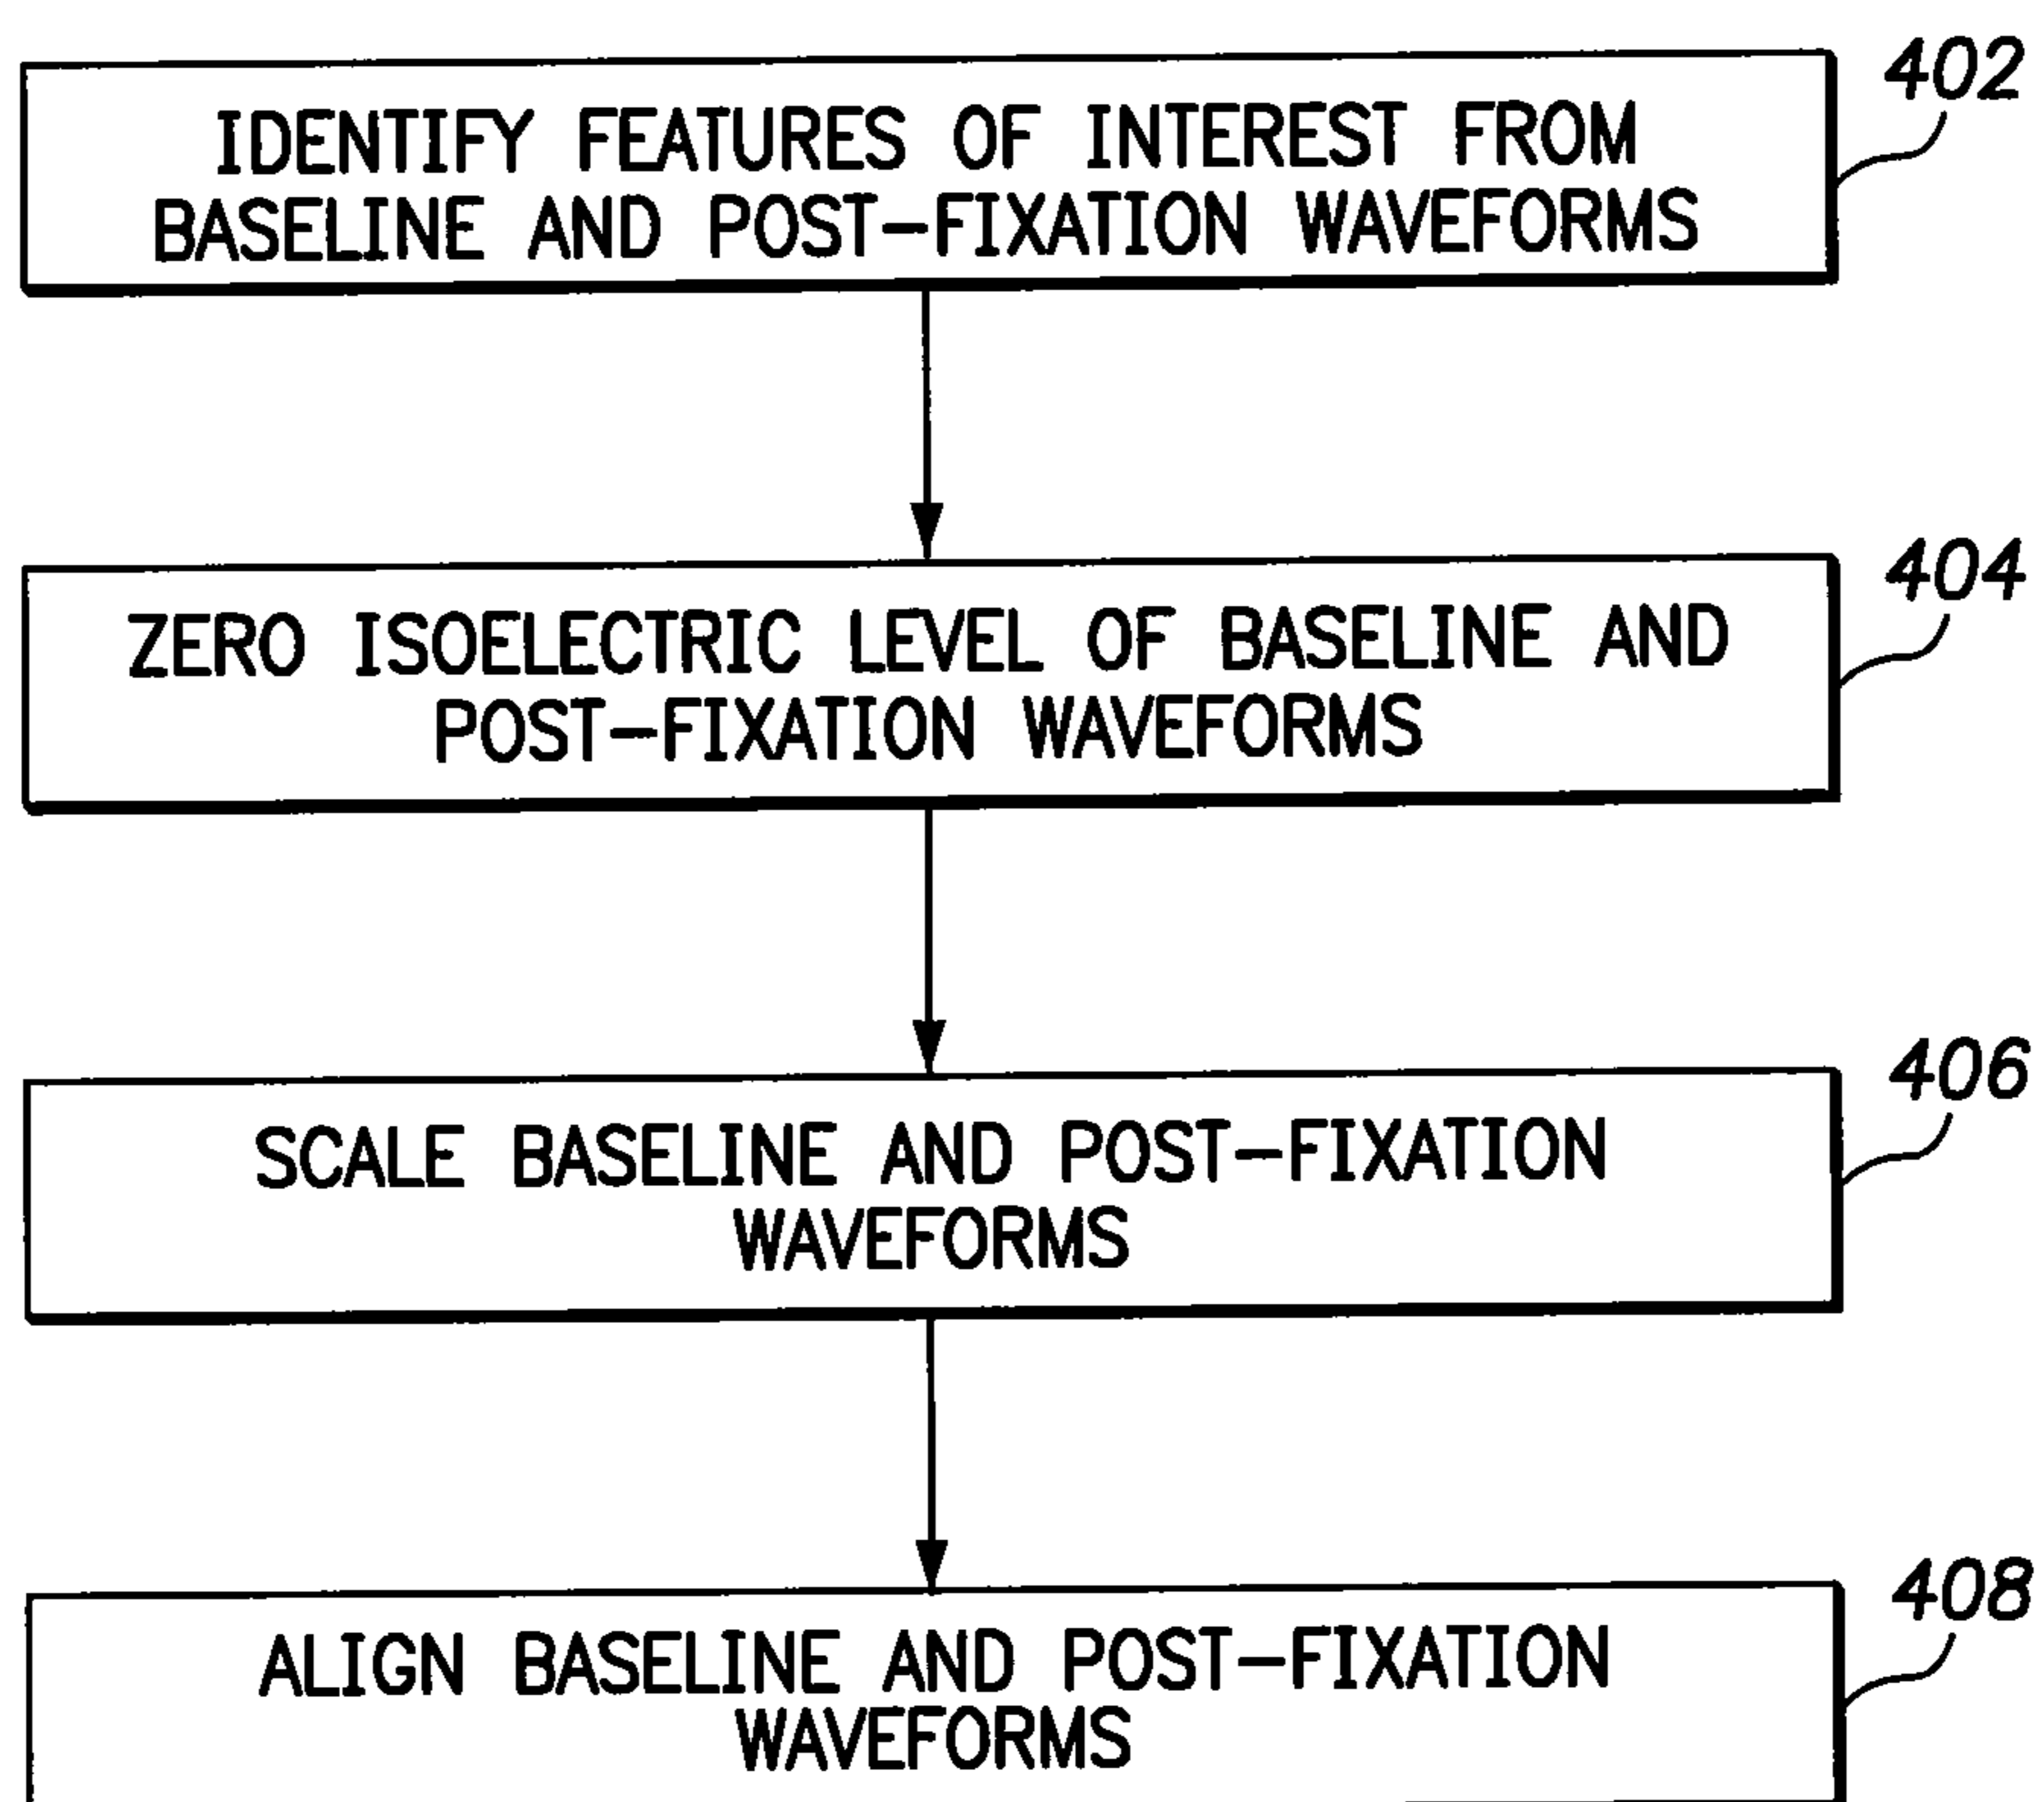 402
IDENTIFY FEATURES OF INTEREST FROM
BASELINE AND POST-FIXATION WAVEFORMS
404
ZERO ISOELECTRIC LEVEL OF BASELINE AND
POST-FIXATION WAVEFORMS
406
SCALE BASELINE AND POST-FIXATION
WAVEFORMS
408
ALIGN BASELINE AND POST-FIXATION
WAVEFORMS